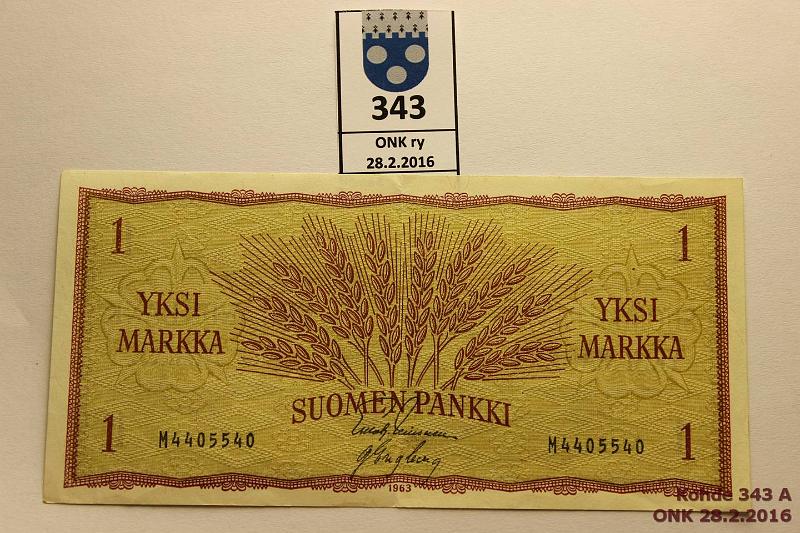 343
ONK ry
28.2.2016
1
1
YKSI
MARKKA
YKSI
MARKKA
SUOMEN PANKKI
1
M4405540
M4405540
1
1963
Kohde 343 A
ONK 28.2.2016